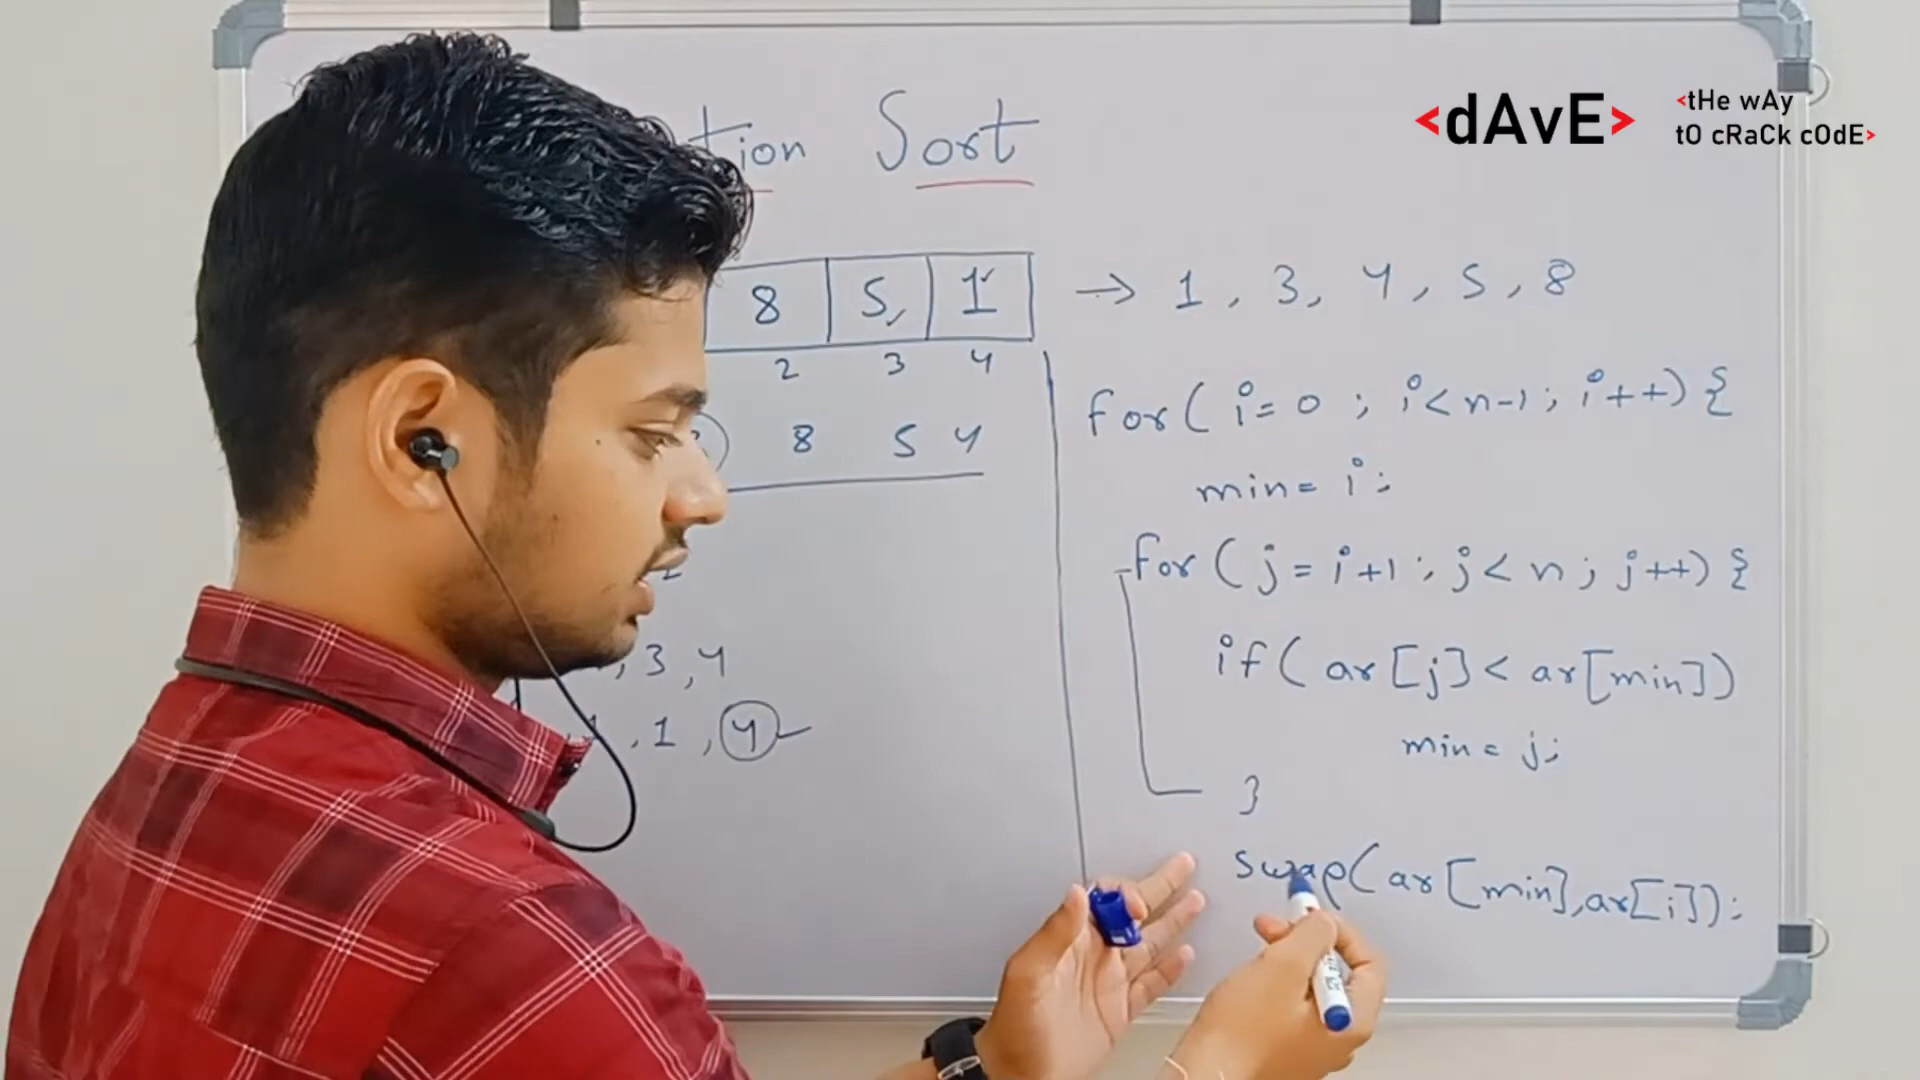 <dAvE>
<tHe wAy
tO cRaCk cOdE>
tion Sort
8 5 1 → 1, 3, 4, 5, 8
2 3 4
8 5 4
for( i=0 ; i<n-1; i++) {
min= i;
for( j= i+1; j< n; j++) {
if( ar[j] < ar[min])
, 3, 4
, 1, 4
min= j;
}
swap(ar[min],ar[i]);